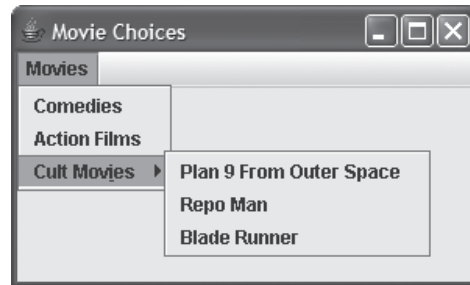 Movie Choices
Movies
Comedies
Action Films
Cult Movies
Plan 9 From Outer Space
Repo Man
Blade Runner